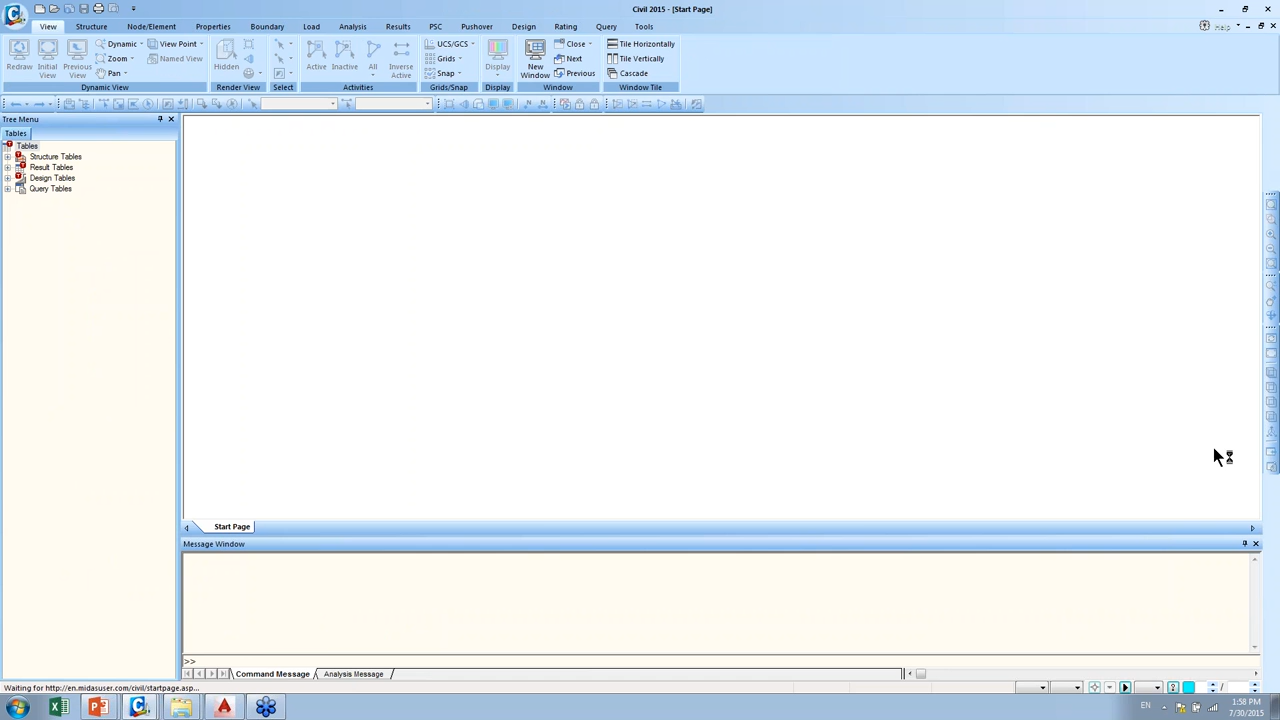 Civil 2015 - [Start Page]
View Structure Node/Element Properties Boundary Load Analysis Results PSC Pushover Design Rating Query Tools Help
Redraw Initial View Previous View Dynamic Zoom Pan View Point Named View Hidden Active Inactive All Inverse Active UCS/GCS Grids Snap Display New Window Close Next Previous Tile Horizontally Tile Vertically Cascade
Dynamic View Render View Select Activities Grids/Snap Display Window Window Tile
Tree Menu
Tables
Tables
Structure Tables
Result Tables
Design Tables
Query Tables
Start Page
Message Window
>>
Command Message Analysis Message
Waiting for http://en.midasuser.com/civil/startpage.asp... /
EN 1:58 PM
7/30/2015